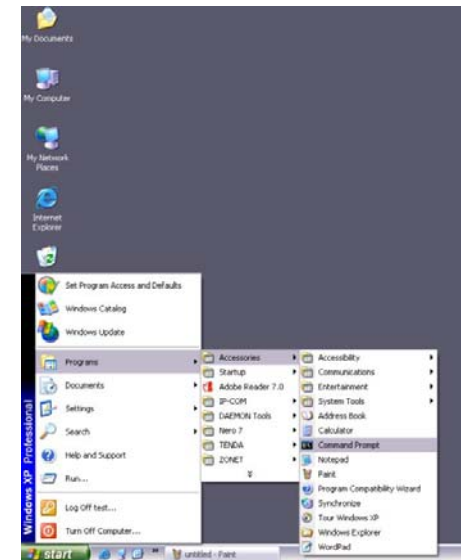 My Documents
My Computer
My Network
Places
Internet
Explorer
Set Program Access and Defaults
Windows Catalog
Windows Update
Programs
Documents
Settings
Search
Help and Support
Run...
Log Off test...
Turn Off Computer...
Windows XP Professional
Accessories
Startup
Adobe Reader 7.0
IP-COM
DAEMON Tools
Nero 7
TENDA
ZONET
Accessibility
Communications
Entertainment
System Tools
Address Book
Calculator
Command Prompt
Notepad
Paint
Program Compatibility Wizard
Synchronize
Tour Windows XP
Windows Explorer
WordPad
start
untitled - Paint